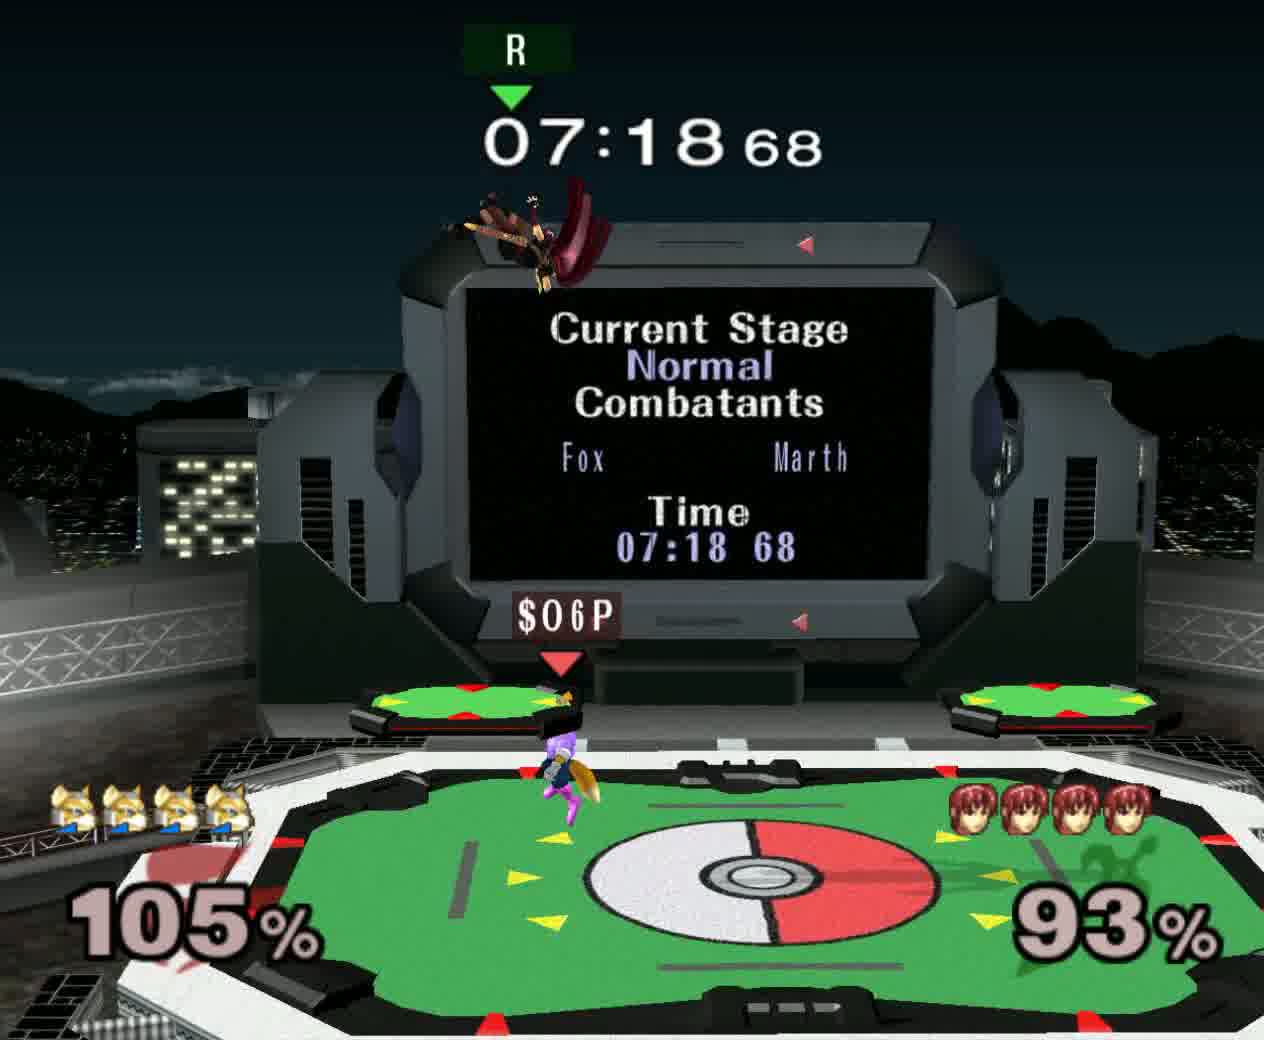 R
07:18 68
Current Stage
Normal
Combatants
Fox Marth
Time
07:18 68
$06P
105%
93%